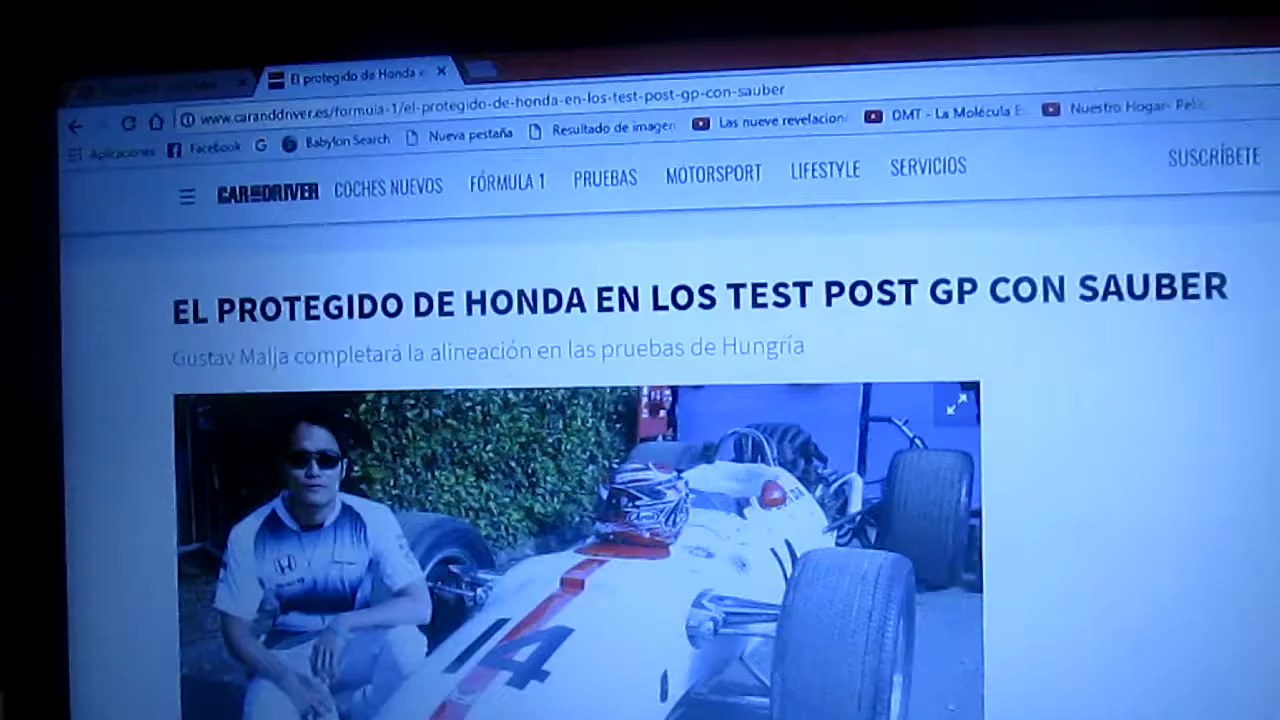 El protegido de Honda e
www.caranddriver.es/formula-1/el-protegido-de-honda-en-los-test-post-gp-con-sauber
Aplicaciones Facebook Babylon Search Nueva pestaña Resultado de imagen Las nueve revelacion DMT - La Molécula E Nuestro Hogar- Pelic
CAR AND DRIVER COCHES NUEVOS FÓRMULA 1 PRUEBAS MOTORSPORT LIFESTYLE SERVICIOS SUSCRÍBETE
EL PROTEGIDO DE HONDA EN LOS TEST POST GP CON SAUBER
Gustav Malja completará la alineación en las pruebas de Hungría
Arai
14